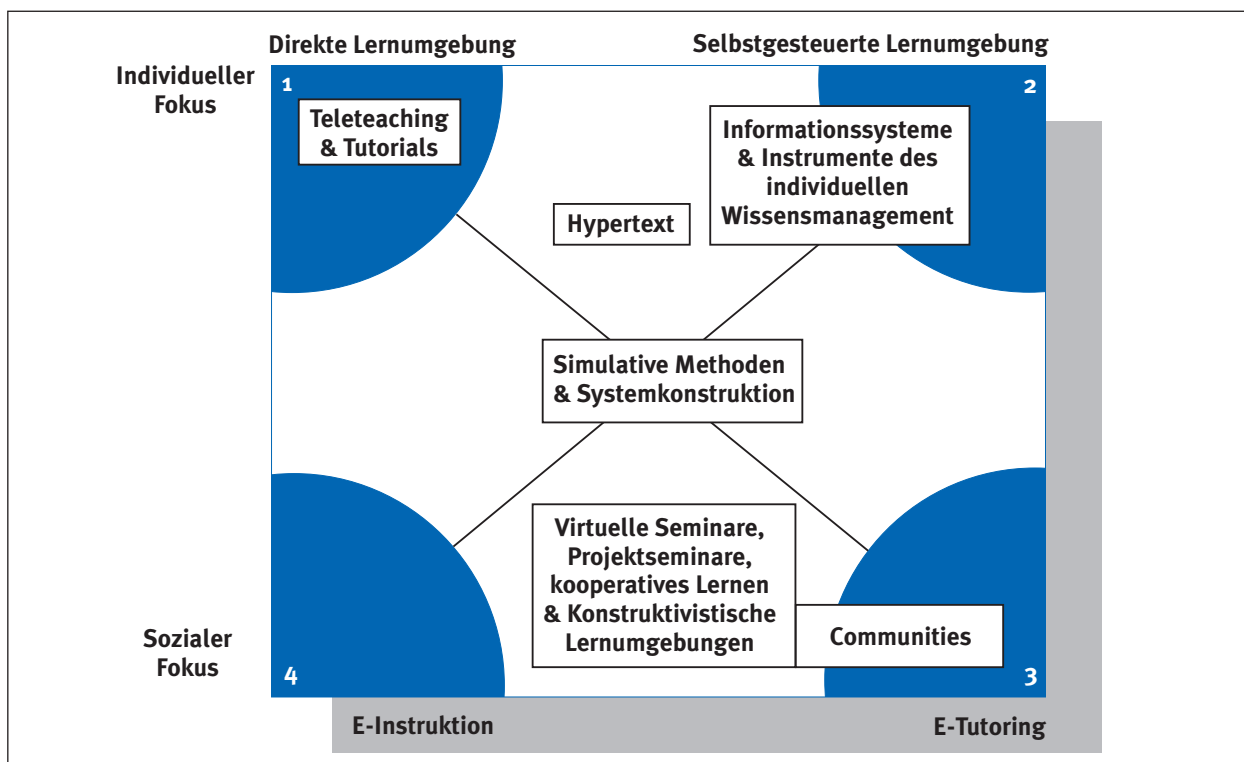 Direkte Lernumgebung
Selbstgesteuerte Lernumgebung
Individueller
Fokus
1
2
Teleteaching
& Tutorials
Informationssysteme
& Instrumente des
individuellen
Wissensmanagement
Hypertext
Simulative Methoden
& Systemkonstruktion
Virtuelle Seminare,
Projektseminare,
kooperatives Lernen
& Konstruktivistische
Lernumgebungen
Communities
Sozialer
Fokus
4
3
E-Instruktion
E-Tutoring